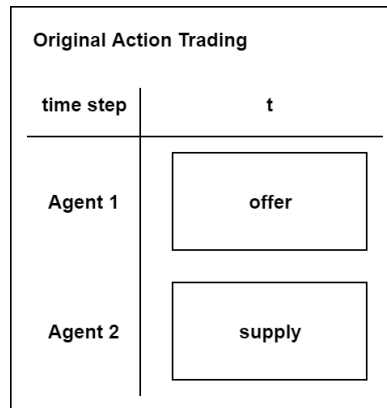 Original Action Trading
time step t
Agent 1 offer
Agent 2 supply